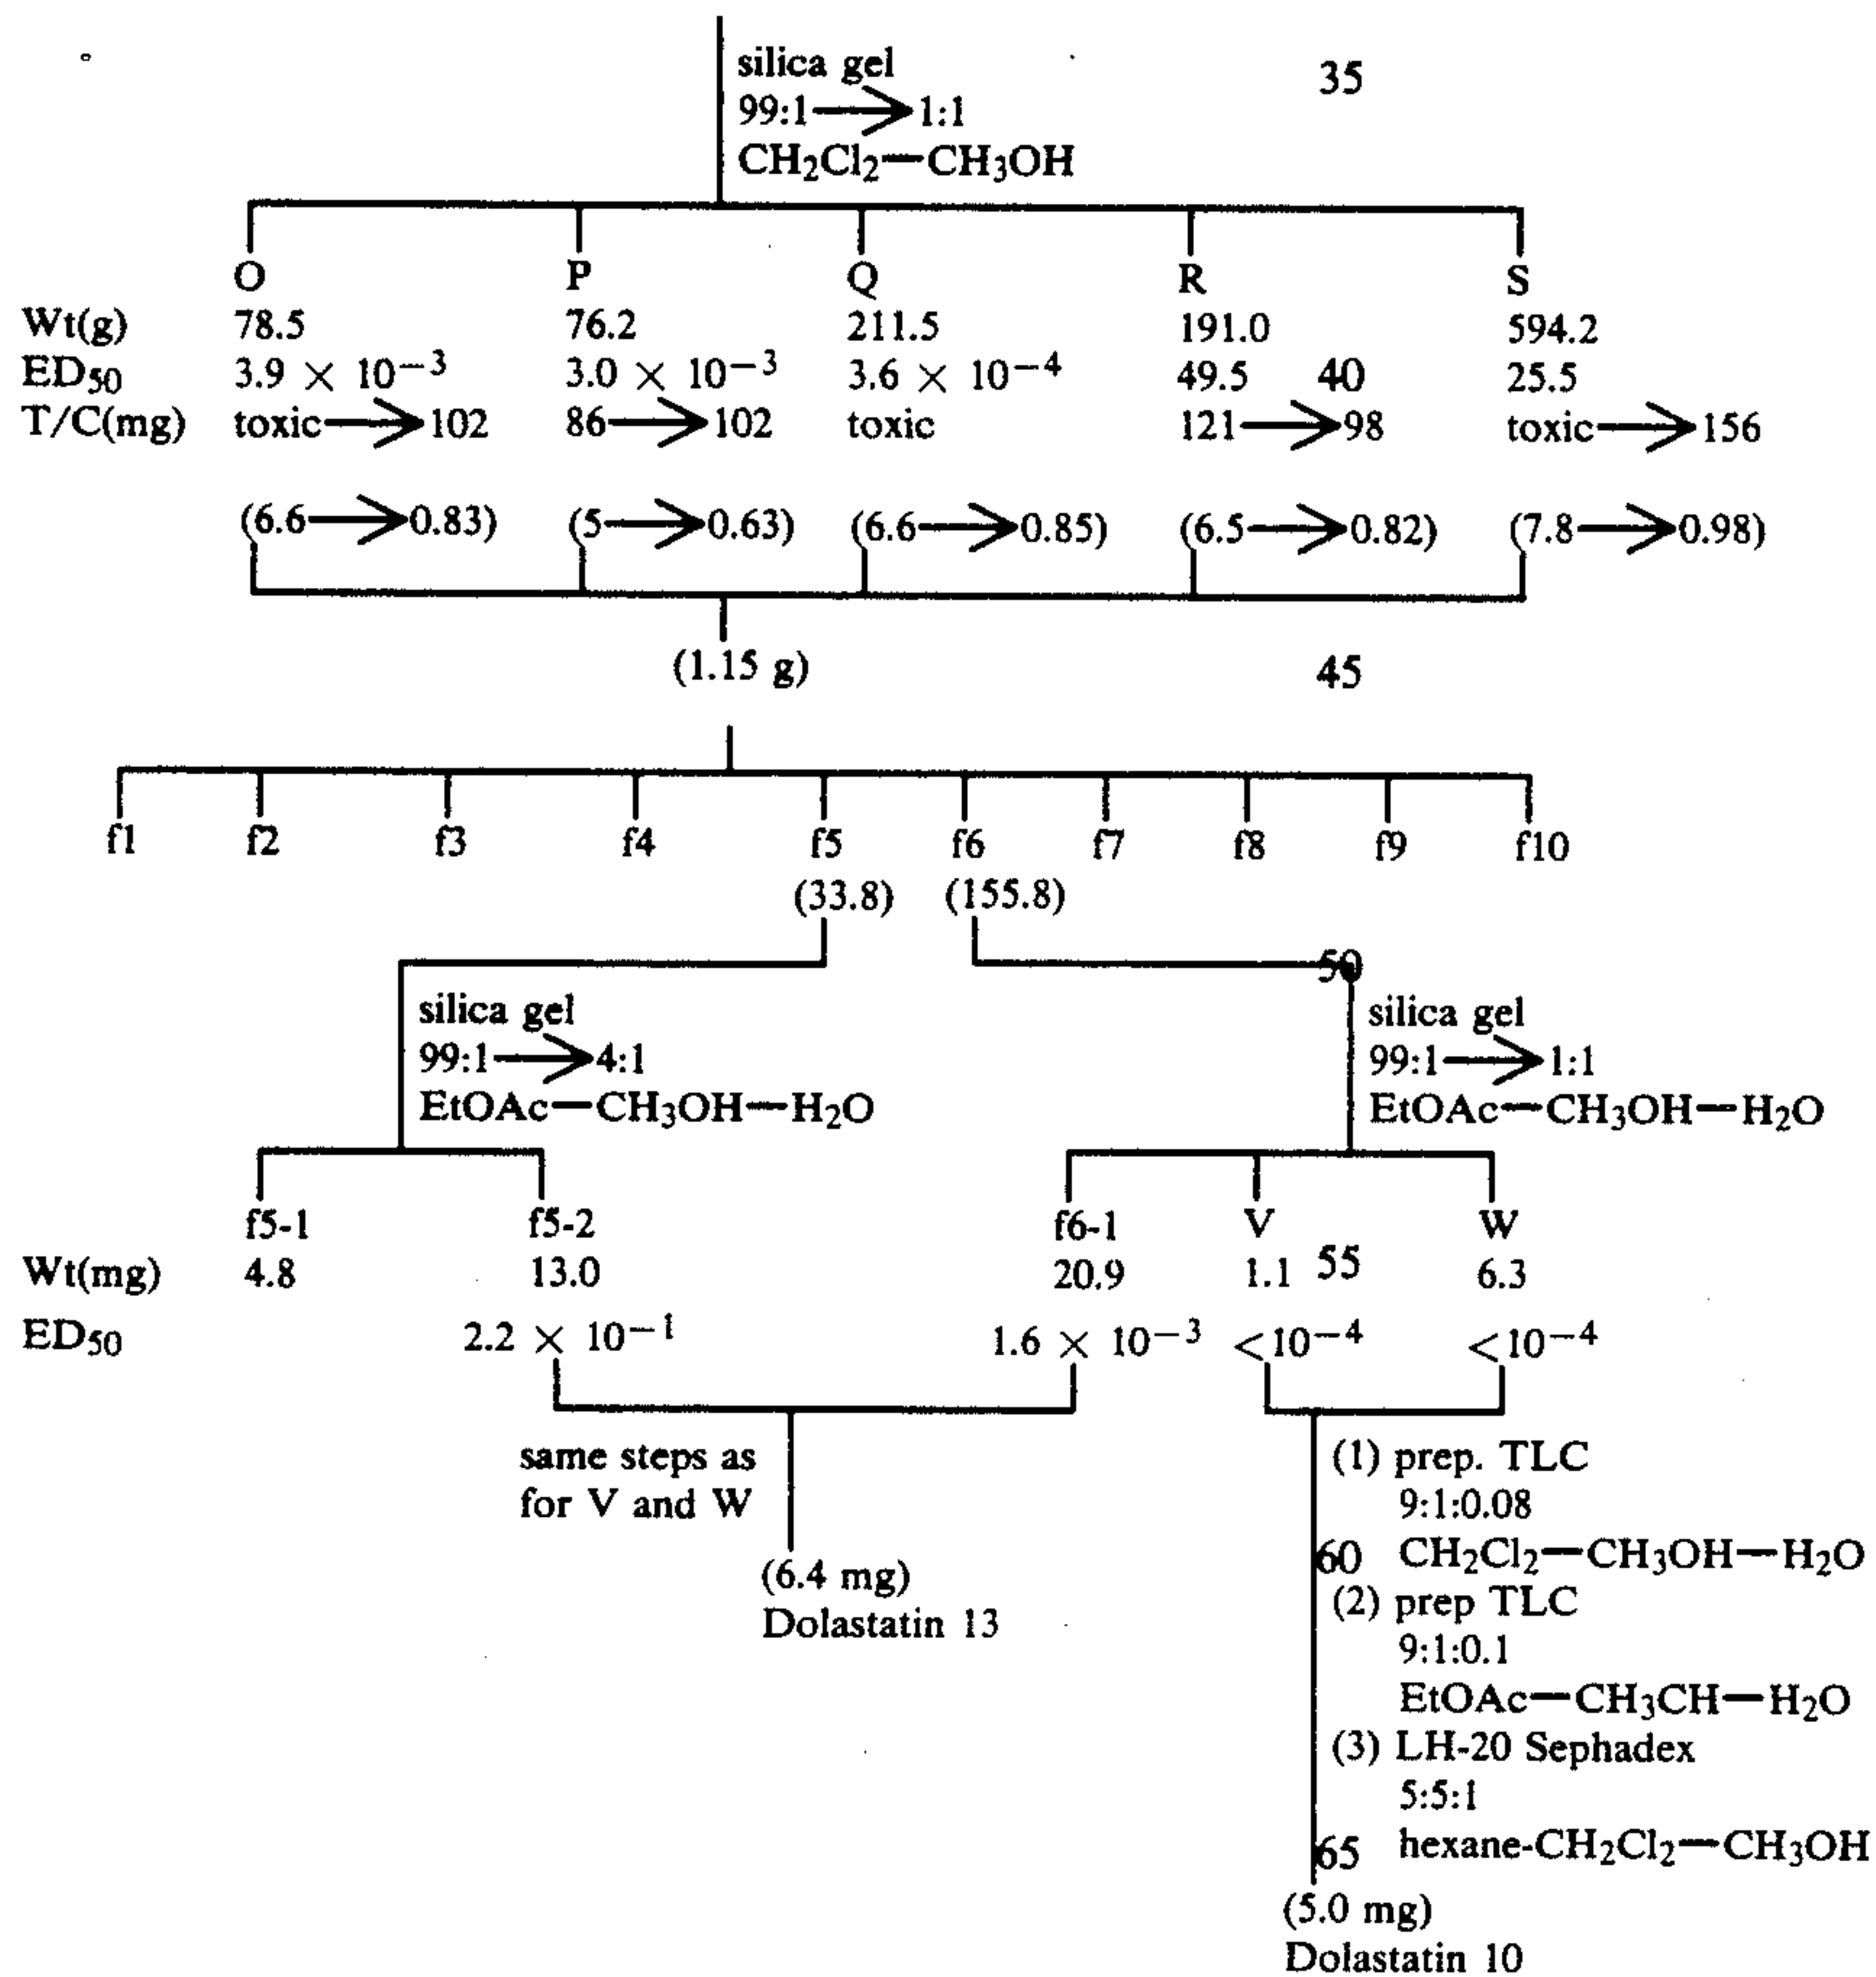 silica gel
35
99:1→1:1
CH₂Cl₂—CH₃OH
O P Q R S
Wt(g) 78.5 76.2 211.5 191.0 594.2
ED₅₀ 3.9 × 10⁻³ 3.0 × 10⁻³ 3.6 × 10⁻⁴ 49.5 40 25.5
T/C(mg) toxic→102 86→102 toxic 121→98 toxic→156
(6.6→0.83) (5→0.63) (6.6→0.85) (6.5→0.82) (7.8→0.98)
(1.15 g) 45
f1 f2 f3 f4 f5 f6 f7 f8 f9 f10
(33.8) (155.8)
50
silica gel
99:1→4:1
EtOAc—CH₃OH—H₂O
silica gel
99:1→1:1
EtOAc—CH₃OH—H₂O
f5-1 f5-2 f6-1 V W
Wt(mg) 4.8 13.0 20.9 1.1 55 6.3
ED₅₀ 2.2 × 10⁻¹ 1.6 × 10⁻³ <10⁻⁴ <10⁻⁴
same steps as
for V and W
(6.4 mg)
Dolastatin 13
(1) prep. TLC
9:1:0.08
60 CH₂Cl₂—CH₃OH—H₂O
(2) prep TLC
9:1:0.1
EtOAc—CH₃CH—H₂O
(3) LH-20 Sephadex
5:5:1
65 hexane-CH₂Cl₂—CH₃OH
(5.0 mg)
Dolastatin 10